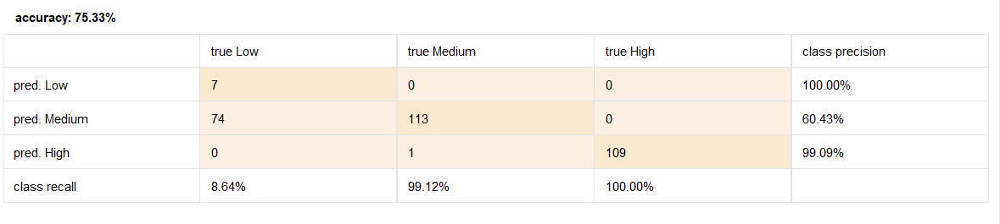 accuracy: 75.33%
true Low true Medium true High class precision
pred. Low 7 0 0 100.00%
pred. Medium 74 113 0 60.43%
pred. High 0 1 109 99.09%
class recall 8.64% 99.12% 100.00%